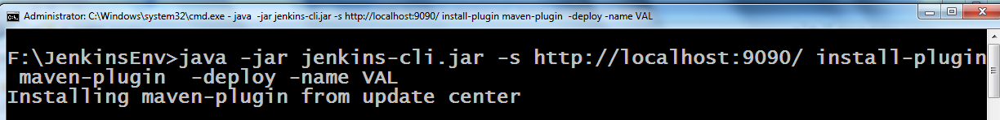 Administrator: C:\Windows\system32\cmd.exe - java  -jar jenkins-cli.jar -s http://localhost:9090/ install-plugin maven-plugin  -deploy -name VAL
F:\JenkinsEnv>java -jar jenkins-cli.jar -s http://localhost:9090/ install-plugin
 maven-plugin  -deploy -name VAL
Installing maven-plugin from update center